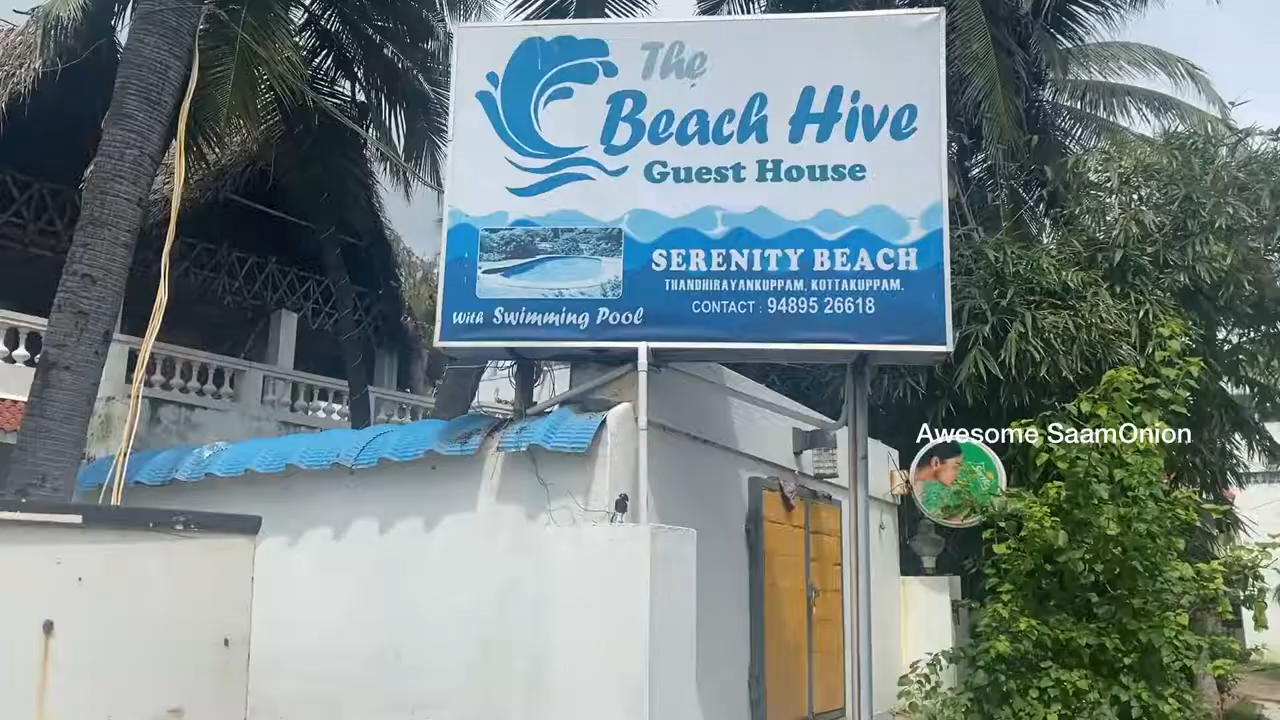 The
Beach Hive
Guest House
SERENITY BEACH
THANDHIRAYANKUPPAM, KOTTAKUPPAM.
CONTACT : 94895 26618
With Swimming Pool
Awesome SaamOnion